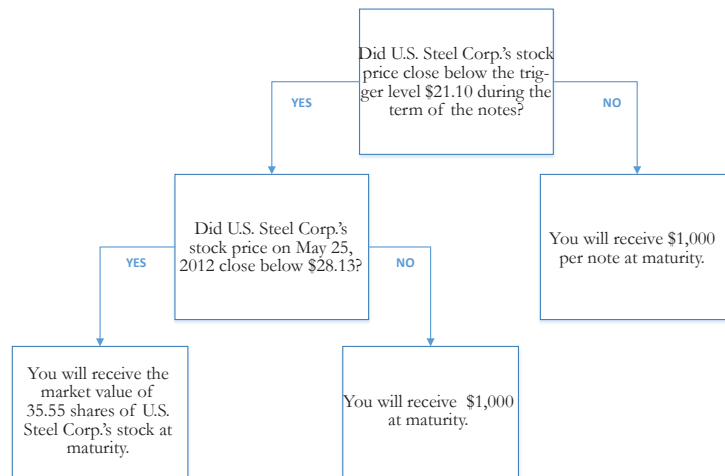 Did U.S. Steel Corp.'s stock
price close below the trig-
ger level $21.10 during the
term of the notes?
YES
NO
Did U.S. Steel Corp.'s
stock price on May 25,
2012 close below $28.13?
You will receive $1,000
per note at maturity.
YES
NO
You will receive the
market value of
35.55 shares of U.S.
Steel Corp.'s stock at
maturity.
You will receive $1,000
at maturity.